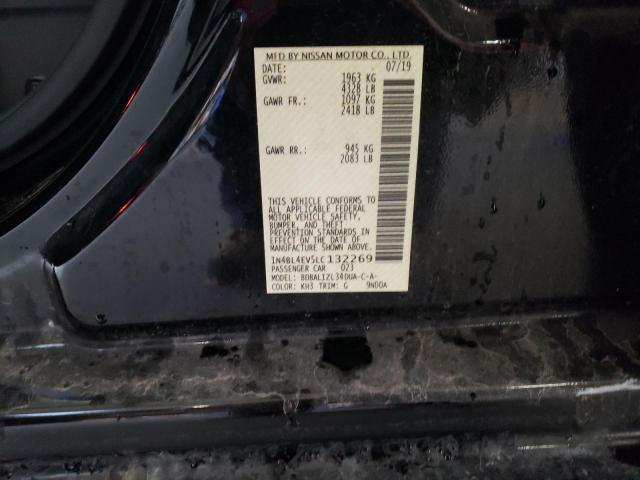 MFD BY NISSAN MOTOR CO., LTD.
DATE: 07/19
GVWR: 1963 KG
4328 LB
GAWR FR.: 1097 KG
2418 LB
GAWR RR.: 945 KG
2083 LB
THIS VEHICLE CONFORMS TO
ALL APPLICABLE FEDERAL
MOTOR VEHICLE SAFETY,
BUMPER, AND THEFT
PREVENTION STANDARDS
IN EFFECT ON THE DATE OF
MANUFACTURE SHOWN ABOVE.
1N4BL4EV5LC132269
PASSENGER CAR 023
MODEL: BDBALIZL34DUA-C-A-
COLOR: KH3 TRIM: G 9N00A